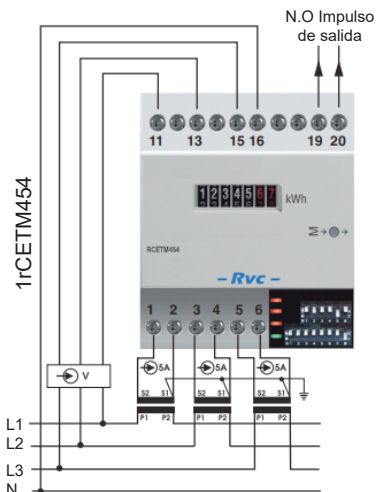 N.O Impulso
de salida
11 13 15 16 19 20
1rCETM454
1234567 kWh
Σ→ →
RCETM454
– Rvc –
1 2 3 4 5 6
5A 5A 5A
V
S2 S1 S2 S1 S2 S1
P1 P2 P1 P2 P1 P2
L1
L2
L3
N